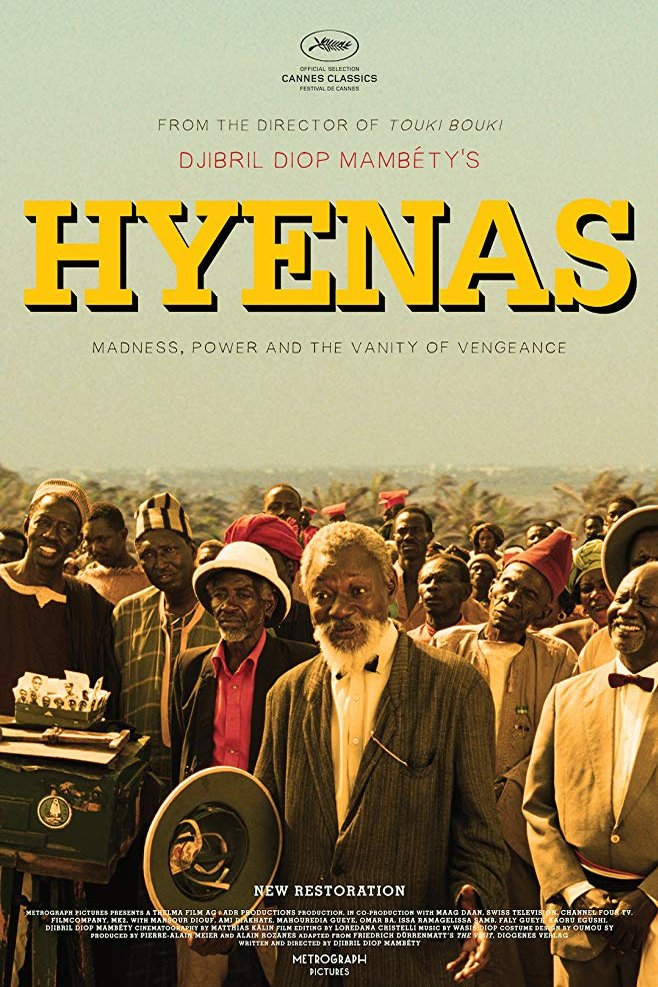 OFFICIAL SELECTION
CANNES CLASSICS
FESTIVAL DE CANNES
FROM THE DIRECTOR OF TOUKI BOUKI
DJIBRIL DIOP MAMBÉTY'S
HYENAS
MADNESS, POWER AND THE VANITY OF VENGEANCE
NEW RESTORATION
METROGRAPH PICTURES PRESENTS A THELMA FILM AG & ADR PRODUCTIONS PRODUCTION, IN CO-PRODUCTION WITH MAAG DAAN, SWISS TELEVISION, CHANNEL FOUR TV,
FILMCOMPANY, MK2, WITH MANSOUR DIOUF, AMI DIAKHATE, MAHOUREDIA GUEYE, OMAR BA, ISSA RAMAGELISSA SAMB, FALY GUEYE, KAORU EGUSHI,
DJIBRIL DIOP MAMBÉTY CINEMATOGRAPHY BY MATTHIAS KÄLIN FILM EDITING BY LOREDANA CRISTELLI MUSIC BY WASIS DIOP COSTUME DESIGN BY OUMOU SY
PRODUCED BY PIERRE-ALAIN MEIER AND ALAIN ROZANES ADAPTED FROM FRIEDRICH DÜRRENMATT'S THE VISIT, DIOGENES VERLAG
WRITTEN AND DIRECTED BY DJIBRIL DIOP MAMBÉTY
METROGRAPH
PICTURES